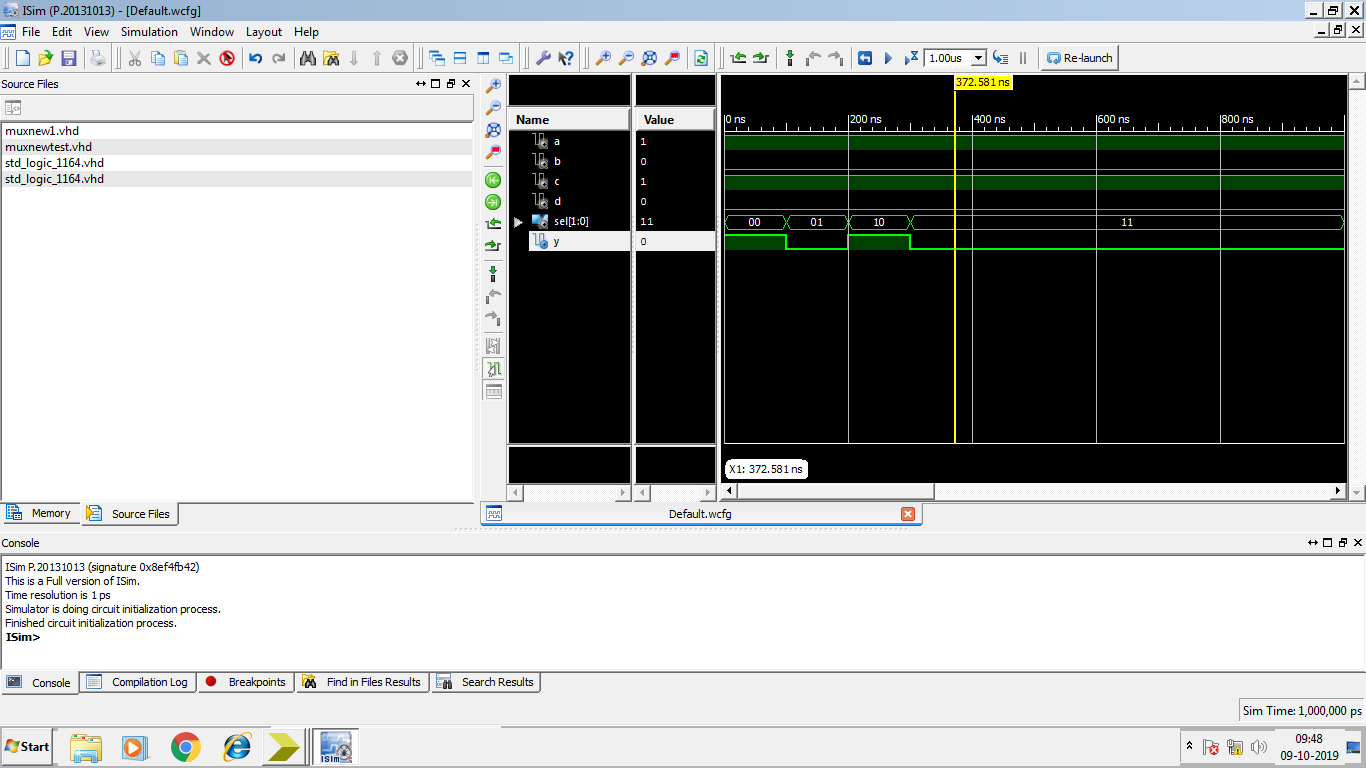 ISim (P.20131013) - [Default.wcfg]
File Edit View Simulation Window Layout Help
1.00us
Re-launch
Source Files
muxnew1.vhd
muxnewtest.vhd
std_logic_1164.vhd
std_logic_1164.vhd
Memory
Source Files
Name Value
a 1
b 0
c 1
d 0
sel[1:0] 11
y 0
372.581 ns
0 ns 200 ns 400 ns 600 ns 800 ns
00 01 10 11
X1: 372.581 ns
Default.wcfg
Console
ISim P.20131013 (signature 0x8ef4fb42)
This is a Full version of ISim.
Time resolution is 1 ps
Simulator is doing circuit initialization process.
Finished circuit initialization process.
ISim>
Console Compilation Log Breakpoints Find in Files Results Search Results
Sim Time: 1,000,000 ps
Start
ISim
09:48
09-10-2019